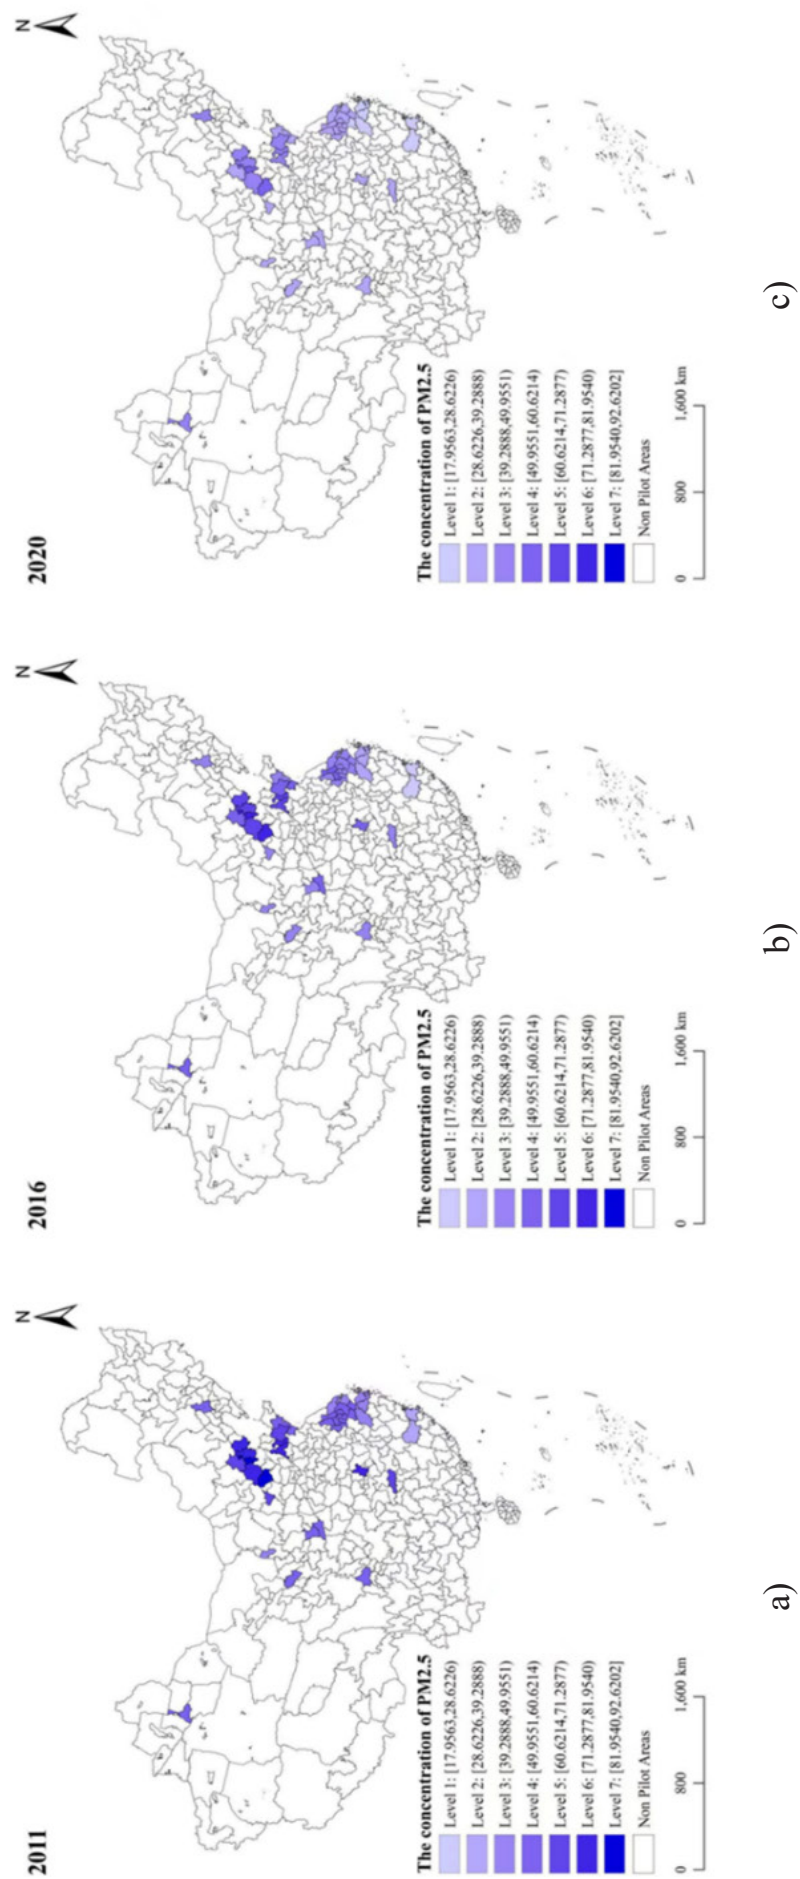 2011
N
The concentration of PM2.5
Level 1: [17.9563,28.6226)
Level 2: [28.6226,39.2888)
Level 3: [39.2888,49.9551)
Level 4: [49.9551,60.6214)
Level 5: [60.6214,71.2877)
Level 6: [71.2877,81.9540)
Level 7: [81.9540,92.6202]
Non Pilot Areas
0 800 1,600 km
a)
2016
N
The concentration of PM2.5
Level 1: [17.9563,28.6226)
Level 2: [28.6226,39.2888)
Level 3: [39.2888,49.9551)
Level 4: [49.9551,60.6214)
Level 5: [60.6214,71.2877)
Level 6: [71.2877,81.9540)
Level 7: [81.9540,92.6202]
Non Pilot Areas
0 800 1,600 km
b)
2020
N
The concentration of PM2.5
Level 1: [17.9563,28.6226)
Level 2: [28.6226,39.2888)
Level 3: [39.2888,49.9551)
Level 4: [49.9551,60.6214)
Level 5: [60.6214,71.2877)
Level 6: [71.2877,81.9540)
Level 7: [81.9540,92.6202]
Non Pilot Areas
0 800 1,600 km
c)